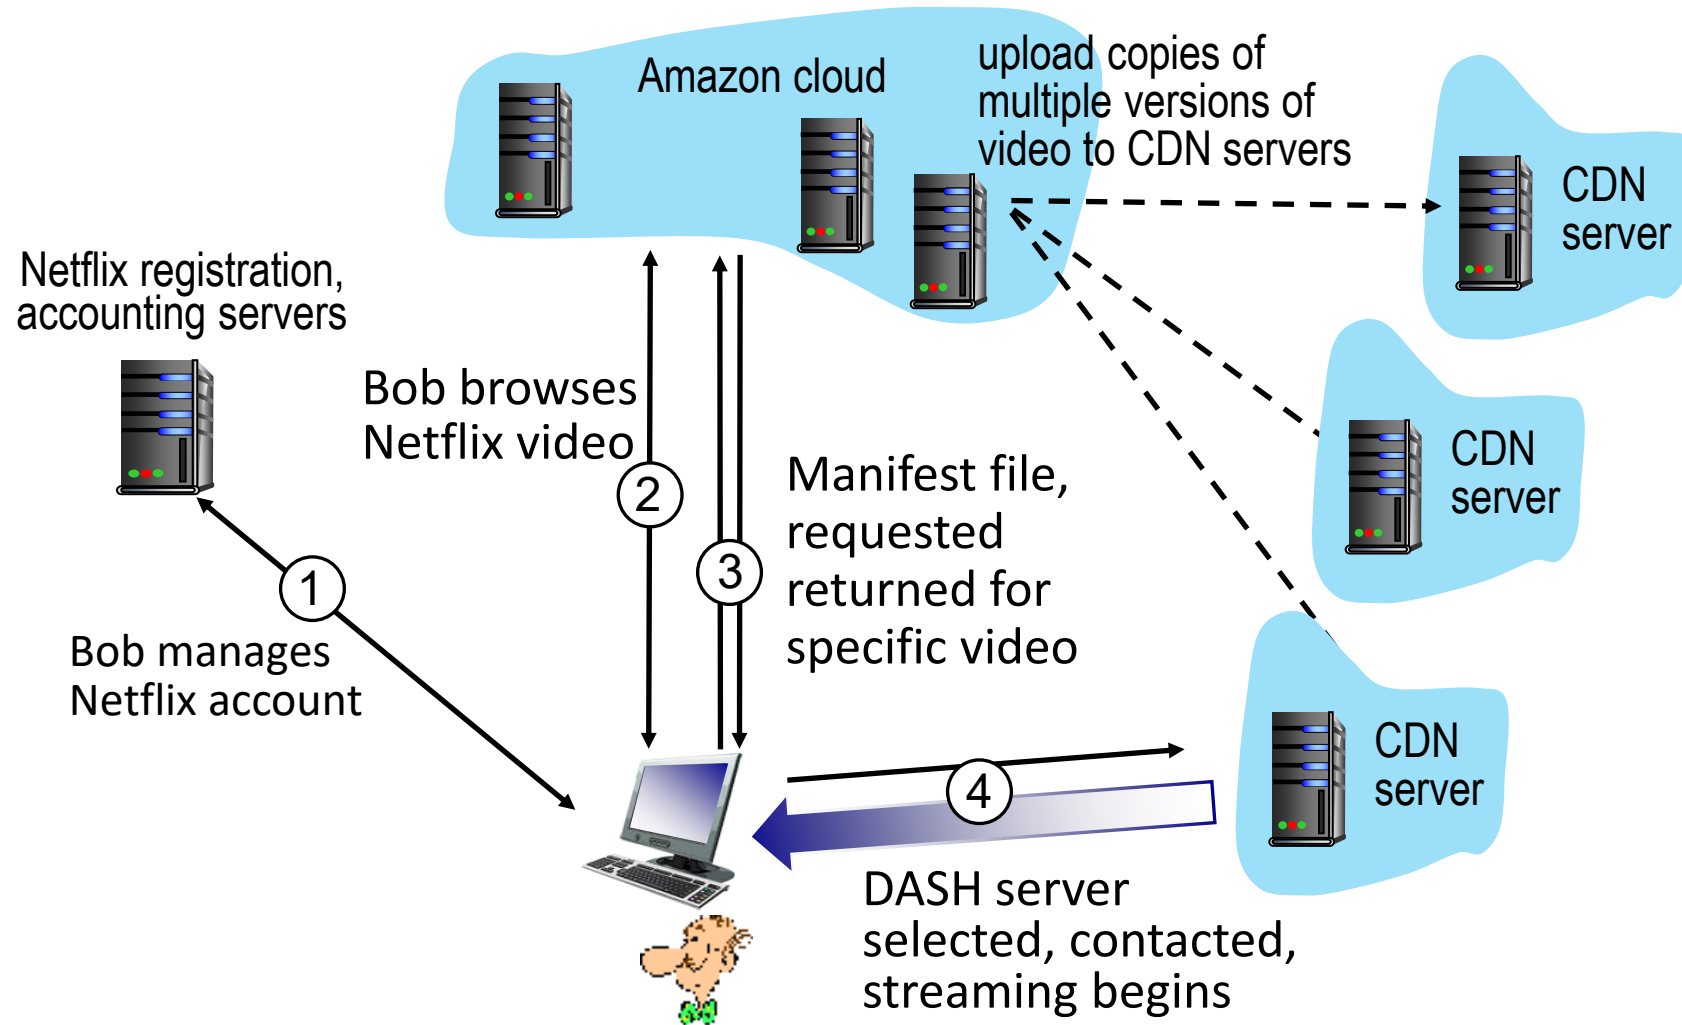 Amazon cloud
upload copies of
multiple versions of
video to CDN servers
CDN
server
Netflix registration,
accounting servers
Bob browses
Netflix video
2
CDN
server
Manifest file,
requested
returned for
specific video
3
1
Bob manages
Netflix account
CDN
server
4
DASH server
selected, contacted,
streaming begins